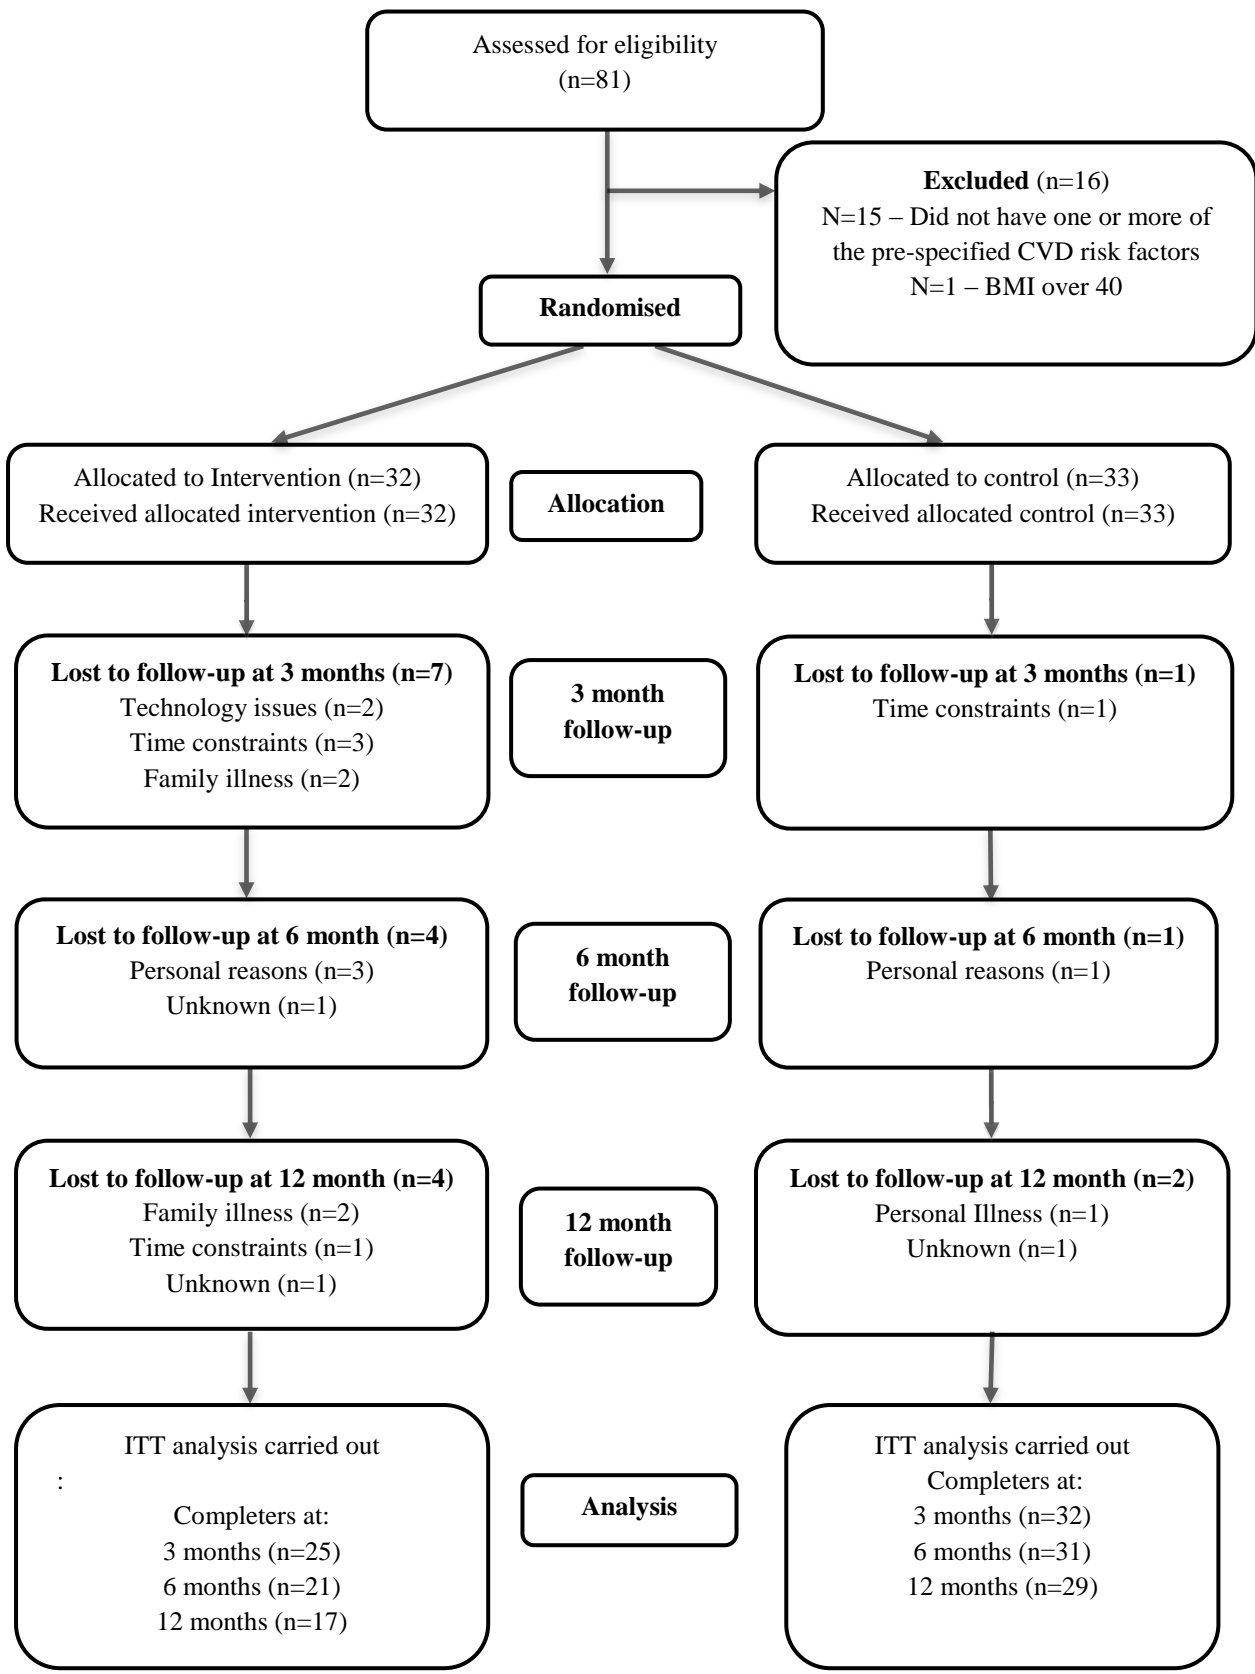 Assessed for eligibility
(n=81)
Excluded (n=16)
N=15 – Did not have one or more of
the pre-specified CVD risk factors
N=1 – BMI over 40
Randomised
Allocated to Intervention (n=32)
Received allocated intervention (n=32)
Allocation
Allocated to control (n=33)
Received allocated control (n=33)
Lost to follow-up at 3 months (n=7)
Technology issues (n=2)
Time constraints (n=3)
Family illness (n=2)
3 month
follow-up
Lost to follow-up at 3 months (n=1)
Time constraints (n=1)
Lost to follow-up at 6 month (n=4)
Personal reasons (n=3)
Unknown (n=1)
6 month
follow-up
Lost to follow-up at 6 month (n=1)
Personal reasons (n=1)
Lost to follow-up at 12 month (n=4)
Family illness (n=2)
Time constraints (n=1)
Unknown (n=1)
12 month
follow-up
Lost to follow-up at 12 month (n=2)
Personal Illness (n=1)
Unknown (n=1)
ITT analysis carried out
:
Completers at:
3 months (n=25)
6 months (n=21)
12 months (n=17)
Analysis
ITT analysis carried out
Completers at:
3 months (n=32)
6 months (n=31)
12 months (n=29)